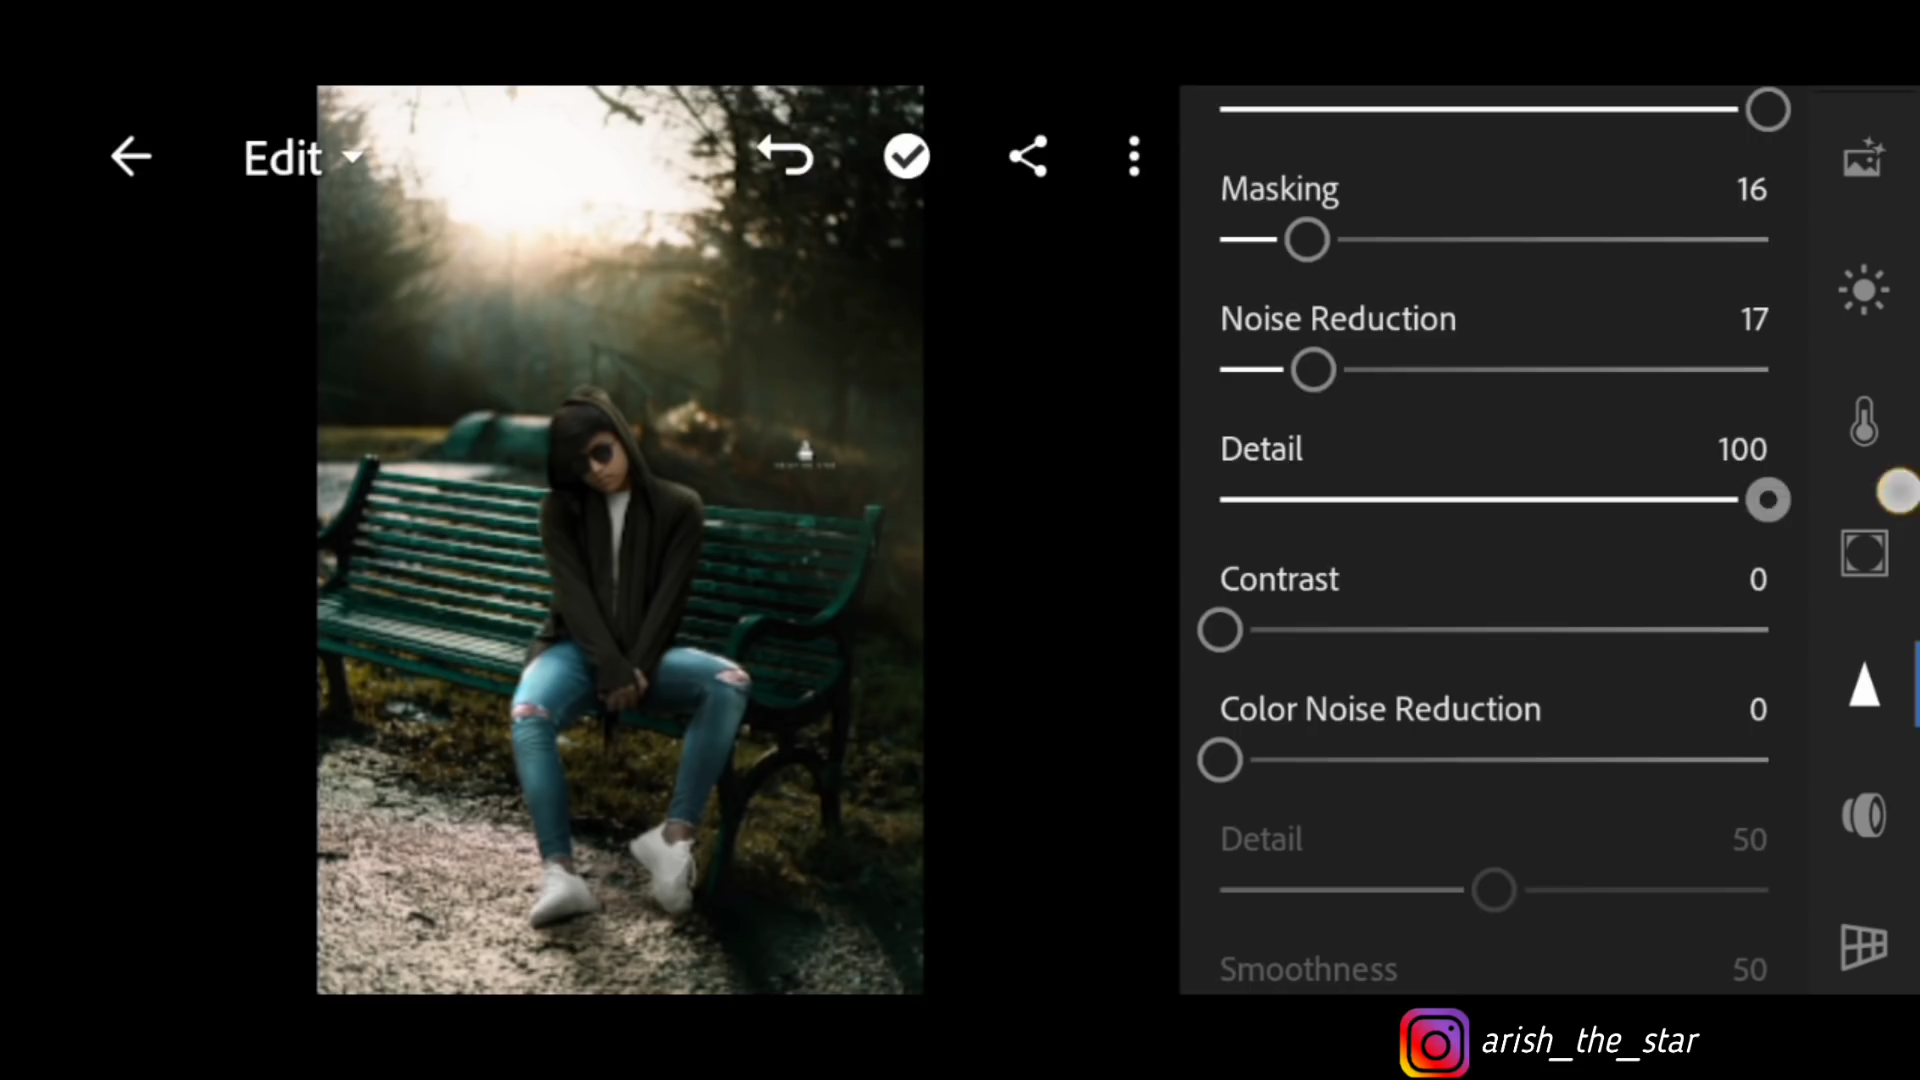 Edit
Masking 16
Noise Reduction 17
Detail 100
Contrast 0
Color Noise Reduction 0
Detail 50
Smoothness 50
arish_the_star